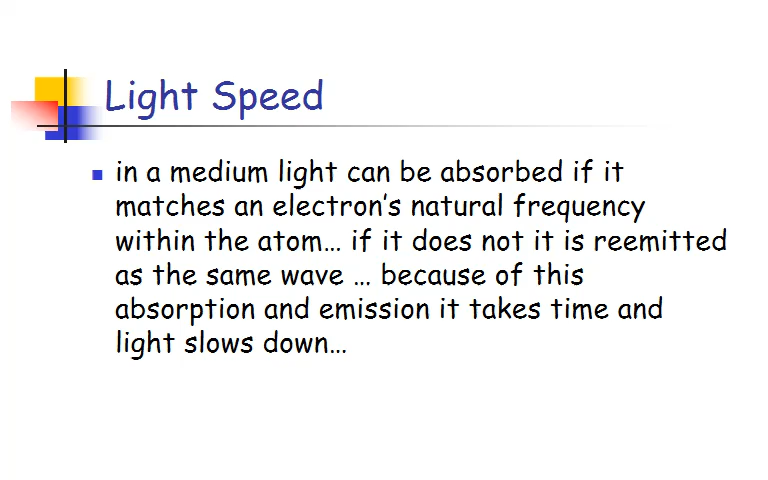 Light Speed
in a medium light can be absorbed if it
matches an electron's natural frequency
within the atom… if it does not it is reemitted
as the same wave … because of this
absorption and emission it takes time and
light slows down…